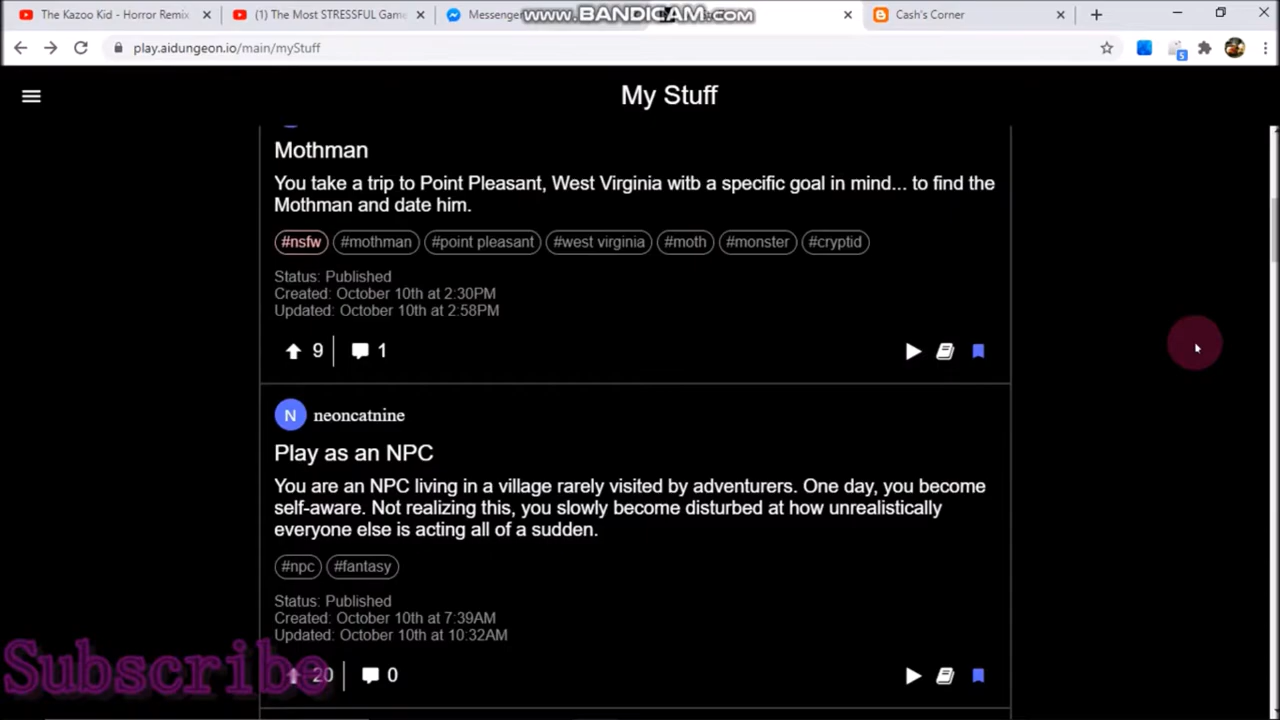 The Kazoo Kid - Horror Remix
(1) The Most STRESSFUL Game
Messenger
www.BANDICAM.com
Cash's Corner
play.aidungeon.io/main/myStuff
5
My Stuff
Mothman
You take a trip to Point Pleasant, West Virginia witb a specific goal in mind... to find the
Mothman and date him.
#nsfw #mothman #point pleasant #west virginia #moth #monster #cryptid
Status: Published
Created: October 10th at 2:30PM
Updated: October 10th at 2:58PM
9 1
N neoncatnine
Play as an NPC
You are an NPC living in a village rarely visited by adventurers. One day, you become
self-aware. Not realizing this, you slowly become disturbed at how unrealistically
everyone else is acting all of a sudden.
#npc #fantasy
Status: Published
Created: October 10th at 7:39AM
Updated: October 10th at 10:32AM
Subscribe
20 0